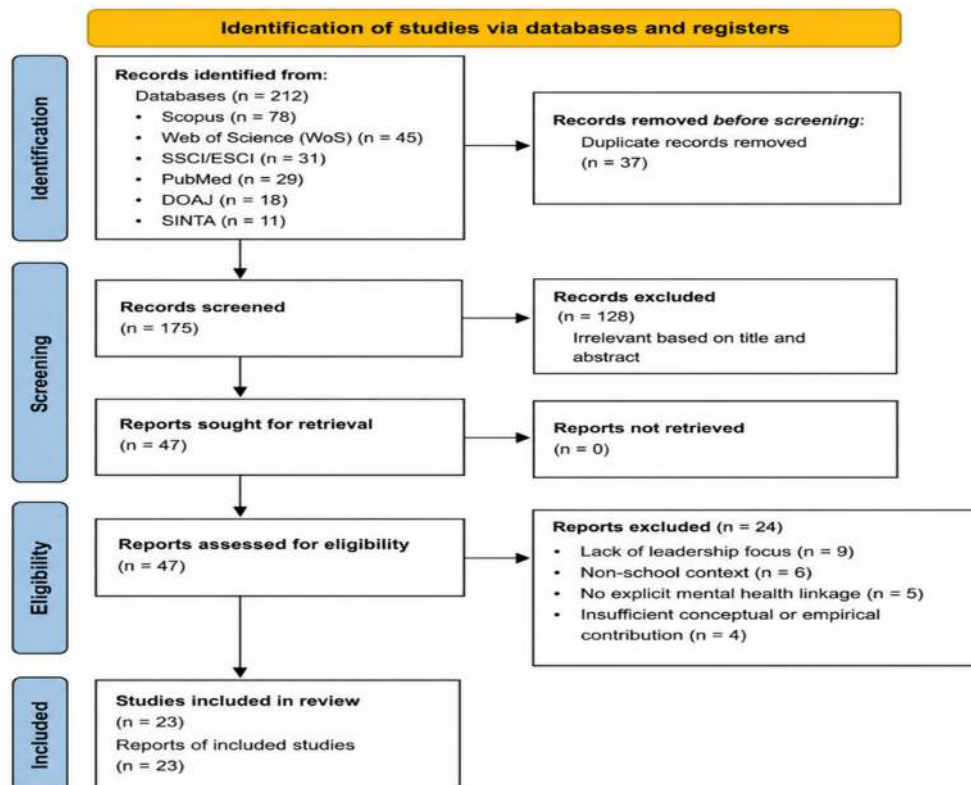 Identification of studies via databases and registers
Identification
Records identified from:
Databases (n = 212)
• Scopus (n = 78)
• Web of Science (WoS) (n = 45)
• SSCI/ESCI (n = 31)
• PubMed (n = 29)
• DOAJ (n = 18)
• SINTA (n = 11)
Records removed before screening:
Duplicate records removed
(n = 37)
Screening
Records screened
(n = 175)
Records excluded
(n = 128)
Irrelevant based on title and
abstract
Reports sought for retrieval
(n = 47)
Reports not retrieved
(n = 0)
Eligibility
Reports assessed for eligibility
(n = 47)
Reports excluded (n = 24)
• Lack of leadership focus (n = 9)
• Non-school context (n = 6)
• No explicit mental health linkage (n = 5)
• Insufficient conceptual or empirical
contribution (n = 4)
Included
Studies included in review
(n = 23)
Reports of included studies
(n = 23)